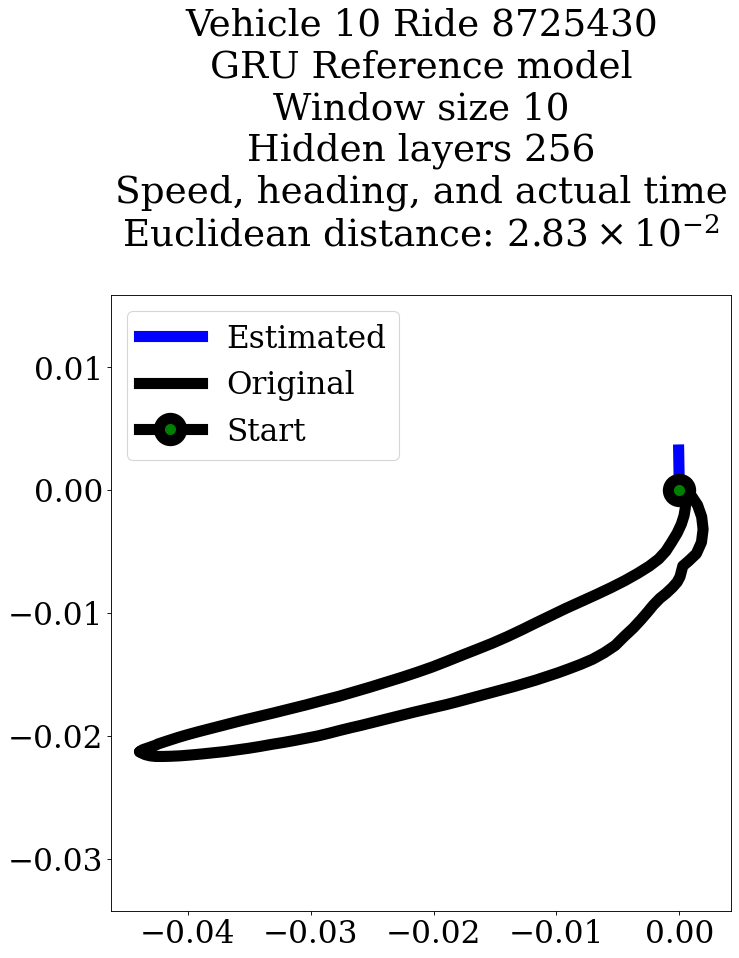 Vehicle 10 Ride 8725430
GRU Reference model
Window size 10
Hidden layers 256
Speed, heading, and actual time
Euclidean distance: 2.83 × 10⁻²
Estimated
Original
Start
0.01
0.00
−0.01
−0.02
−0.03
−0.04 −0.03 −0.02 −0.01 0.00